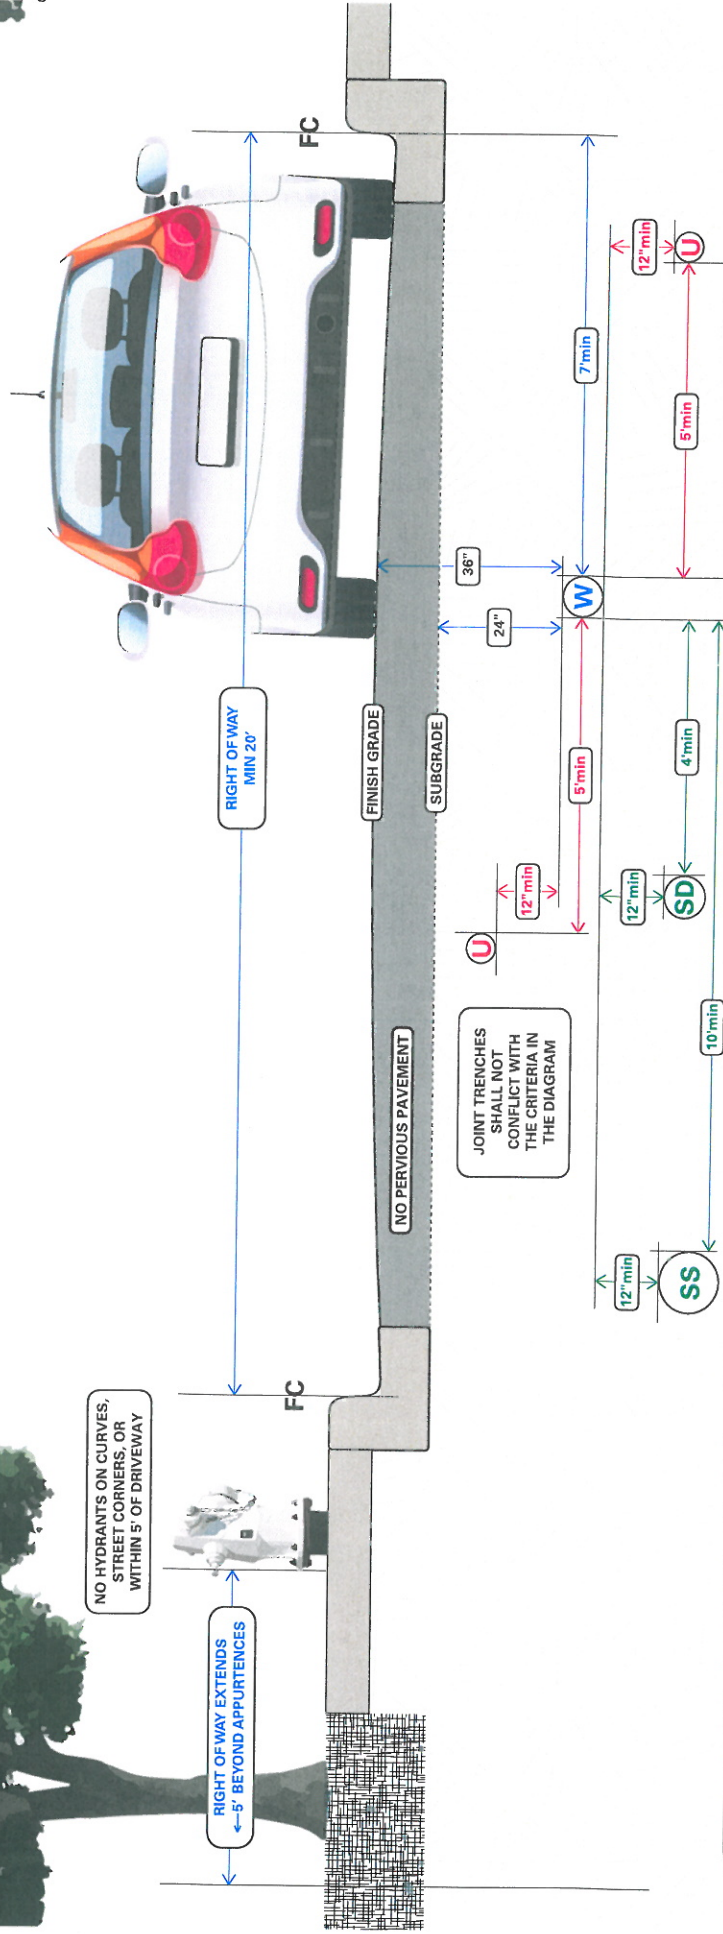 NO HYDRANTS ON CURVES,
STREET CORNERS, OR
WITHIN 5' OF DRIVEWAY
RIGHT OF WAY EXTENDS
←5' BEYOND APPURTENCES
FC
RIGHT OF WAY
MIN 20'
FC
FINISH GRADE
NO PERVIOUS PAVEMENT
SUBGRADE
JOINT TRENCHES
SHALL NOT
CONFLICT WITH
THE CRITERIA IN
THE DIAGRAM
U
12"min
5'min
24"
36"
W
7'min
12"min
U
5'min
12"min
SS
12"min
SD
4'min
10'min